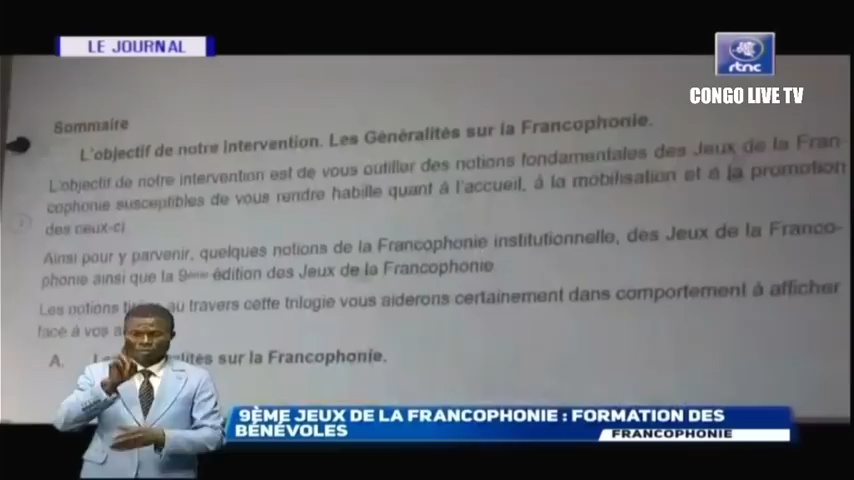 LE JOURNAL
rtnc
CONGO LIVE TV
Sommaire
L'objectif de notre intervention. Les Généralités sur la Francophonie.
L'objectif de notre intervention est de vous outiller des notions fondamentales des Jeux de la Fran-
cophonie susceptibles de vous rendre habille quant à l'accueil, à la mobilisation et à la promotion
des ceux-ci
Ainsi pour y parvenir, quelques notions de la Francophonie institutionnelle, des Jeux de la Franco-
phonie ainsi que la 9ème édition des Jeux de la Francophonie
Les notions au travers cette trilogie vous aiderons certainement dans comportement à afficher
face à vos
A. sur la Francophonie.
9ÈME JEUX DE LA FRANCOPHONIE : FORMATION DES
BÉNÉVOLES
FRANCOPHONIE